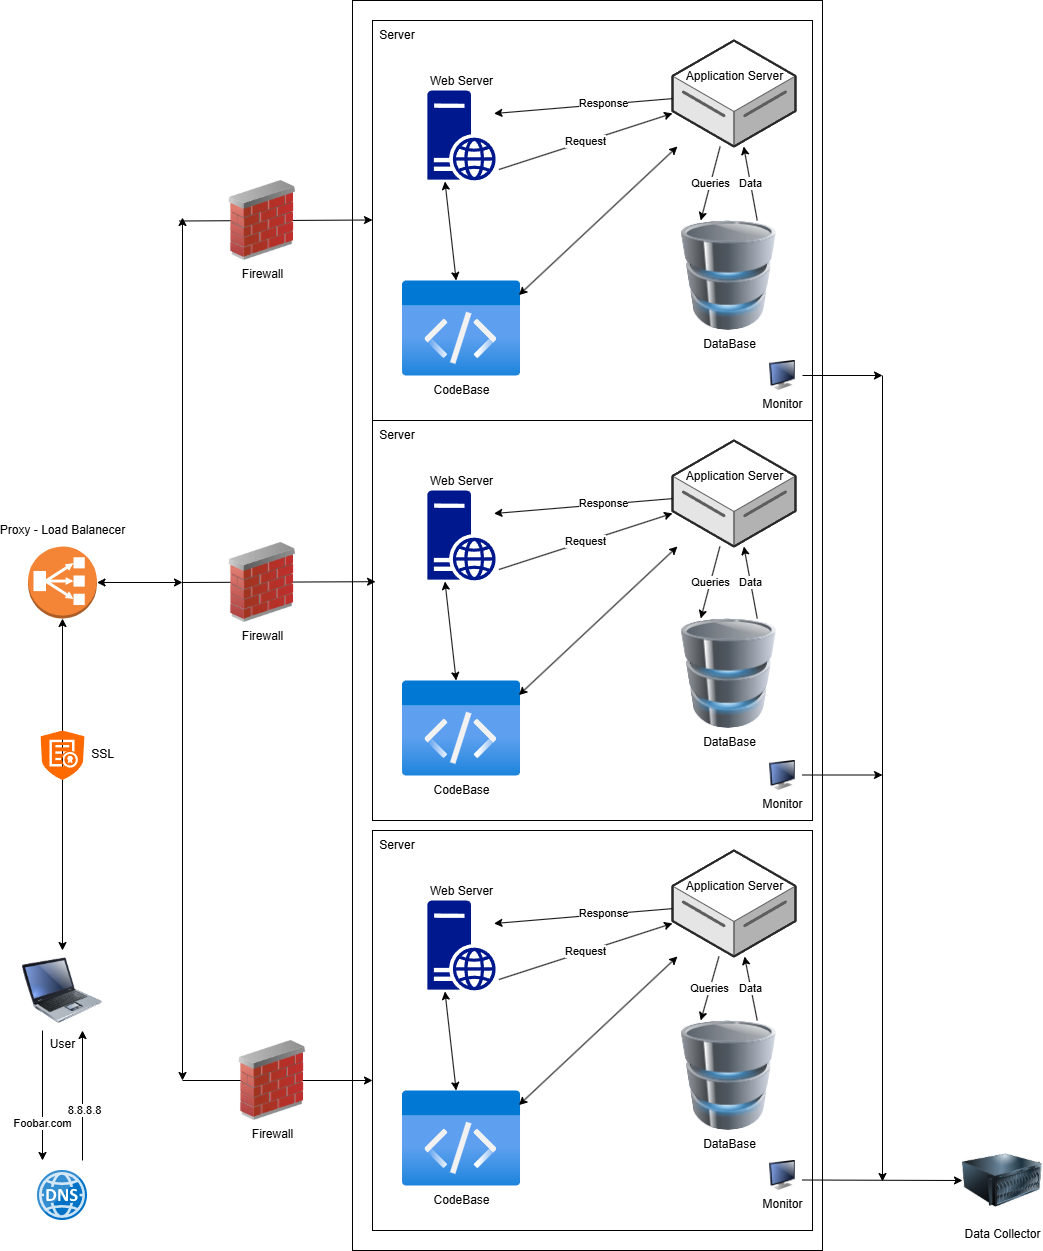 Server
Web Server
Application Server
Response
Request
Queries
Data
Firewall
DataBase
CodeBase
Monitor
Server
Web Server
Application Server
Response
Proxy - Load Balanecer
Request
Queries
Data
Firewall
DataBase
SSL
CodeBase
Monitor
Server
Web Server
Application Server
Response
Request
Queries
Data
User
8.8.8.8
Foobar.com
Firewall
DataBase
DNS
CodeBase
Monitor
Data Collector